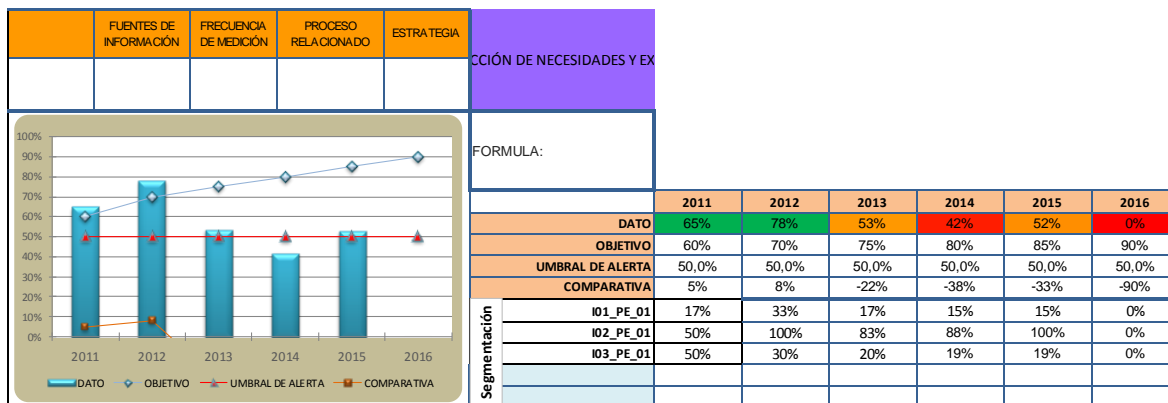 FUENTES DE INFORMACIÓN
FRECUENCIA DE MEDICIÓN
PROCESO RELACIONADO
ESTRATEGIA
CCIÓN DE NECESIDADES Y EX
FORMULA:
100%
90%
80%
70%
60%
50%
40%
30%
20%
10%
0%
2011 2012 2013 2014 2015 2016
DATO OBJETIVO UMBRAL DE ALERTA COMPARATIVA
2011 2012 2013 2014 2015 2016
DATO 65% 78% 53% 42% 52% 0%
OBJETIVO 60% 70% 75% 80% 85% 90%
UMBRAL DE ALERTA 50,0% 50,0% 50,0% 50,0% 50,0% 50,0%
COMPARATIVA 5% 8% -22% -38% -33% -90%
Segmentación
I01_PE_01 17% 33% 17% 15% 15% 0%
I02_PE_01 50% 100% 83% 88% 100% 0%
I03_PE_01 50% 30% 20% 19% 19% 0%